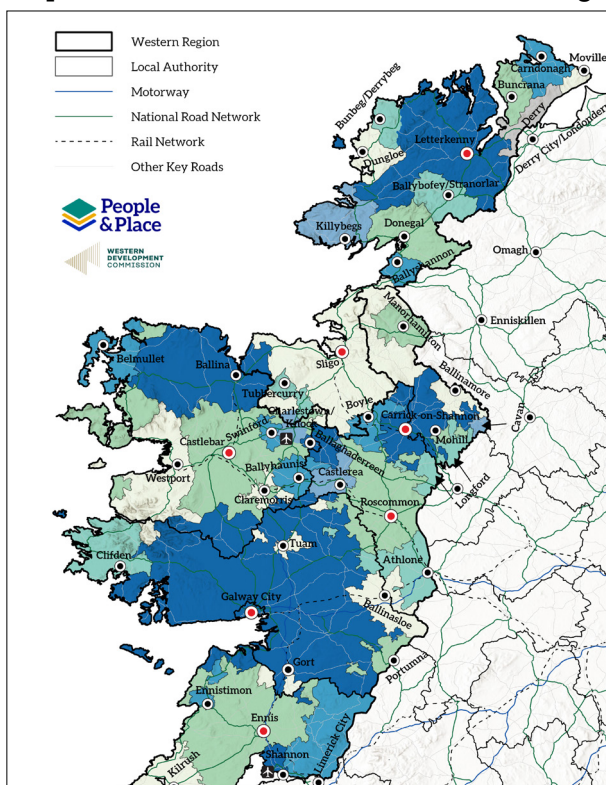 Western Region
Local Authority
Motorway
National Road Network
Rail Network
Other Key Roads
People
&Place
WESTERN
DEVELOPMENT
COMMISSION
Moville
Carndonagh
Buncrana
Derry
Derry City/Londonderry
Bunbeg/Derrybeg
Letterkenny
Dungloe
Ballybofey/Stranorlar
Killybegs
Donegal
Ballyshannon
Omagh
Manorhamilton
Enniskillen
Belmullet
Ballina
Sligo
Ballinamore
Tubbercurry
Boyle
Carrick-on-Shannon
Cavan
Charlestown/
Knock
Swinford
Mohill
Castlebar
Ballaghadereen
Westport
Ballyhaunis
Castlerea
Longford
Claremorris
Roscommon
Tuam
Clifden
Athlone
Galway City
Ballinasloe
Gort
Portumna
Ennistimon
Ennis
Shannon
Limerick City
Kilrush